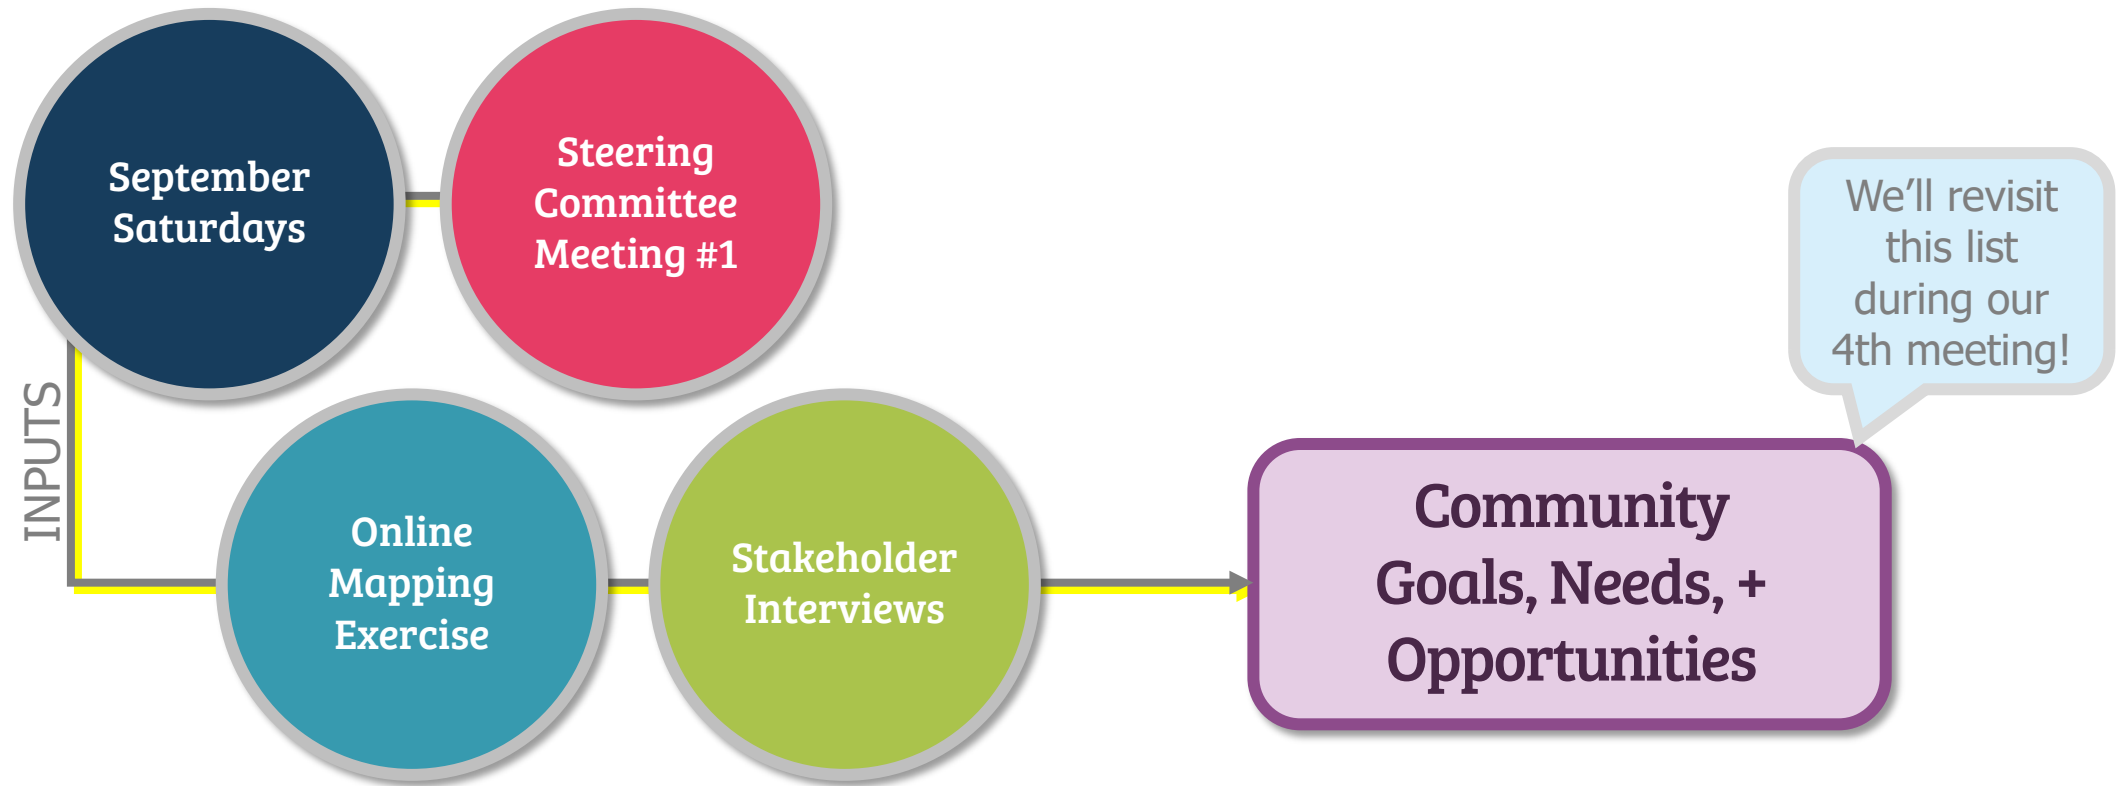 September
Saturdays
Steering
Committee
Meeting #1
We'll revisit
this list
during our
4th meeting!
INPUTS
Online
Mapping
Exercise
Stakeholder
Interviews
Community
Goals, Needs, +
Opportunities